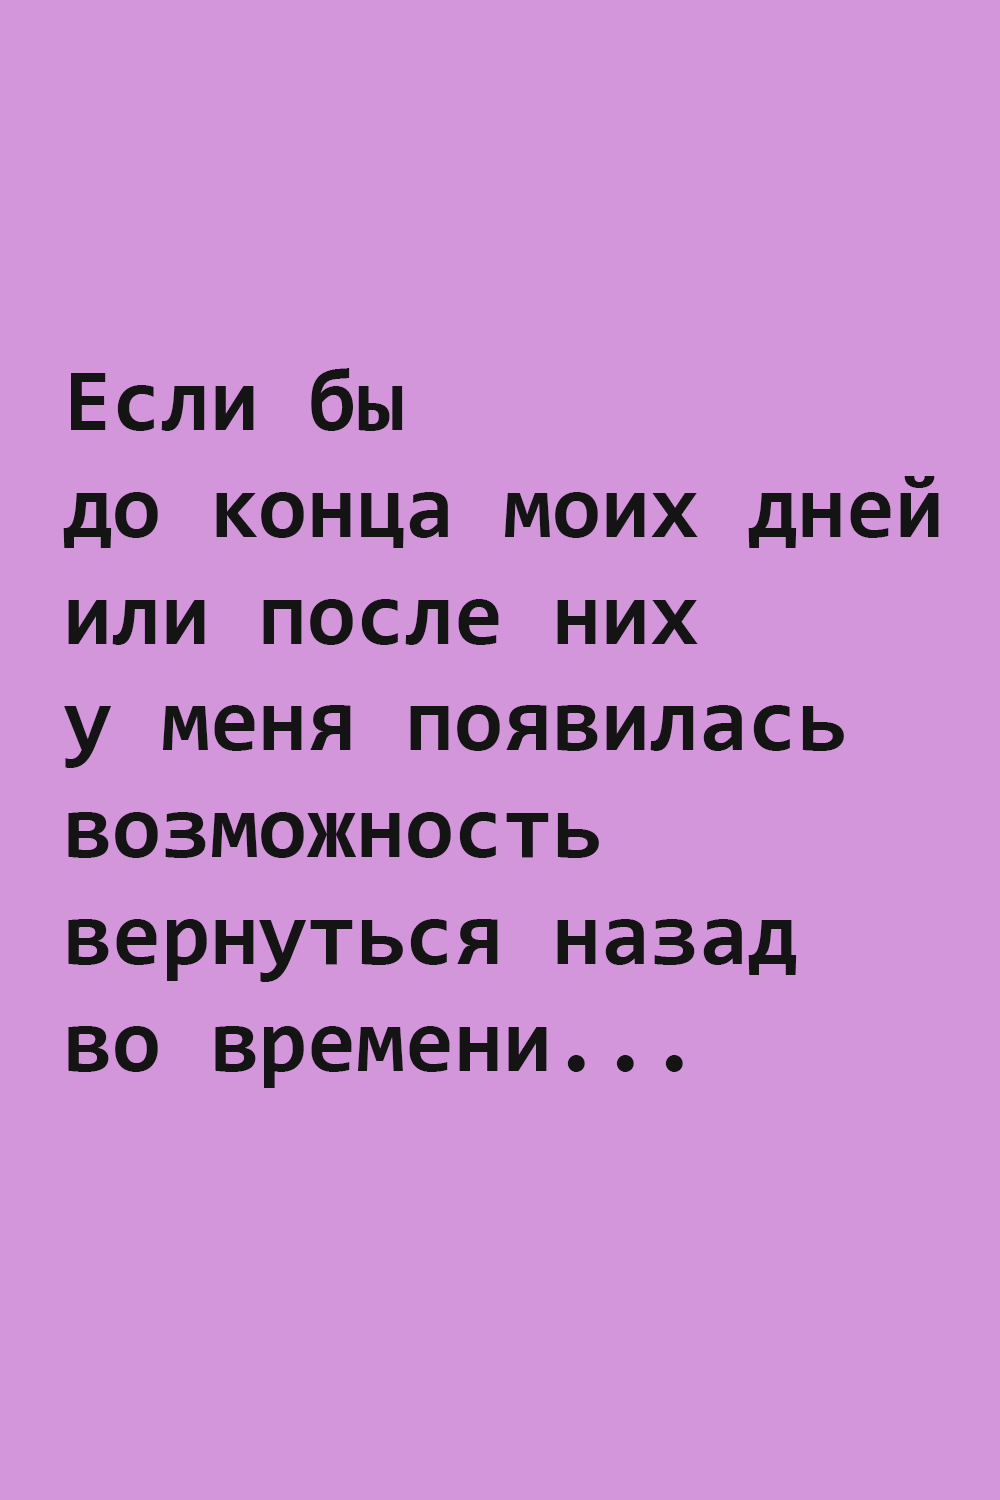 Если бы
до конца моих дней
или после них
у меня появилась
возможность
вернуться назад
во времени...